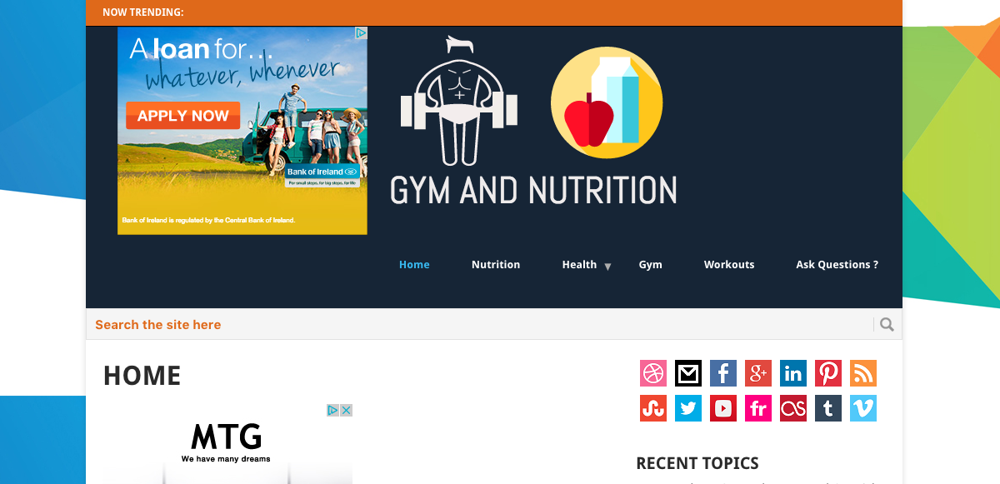 NOW TRENDING:
A loan for...
whatever, whenever
APPLY NOW
Bank of Ireland
For small steps, for big steps, for life
Bank of Ireland is regulated by the Central Bank of Ireland.
GYM AND NUTRITION
Home
Nutrition
Health
Gym
Workouts
Ask Questions ?
Search the site here
HOME
MTG
We have many dreams
RECENT TOPICS